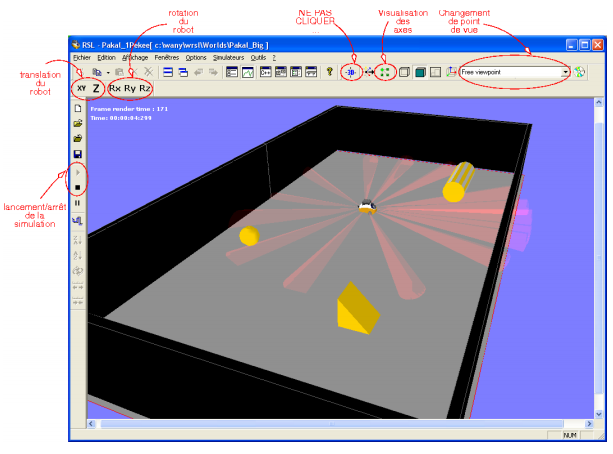 rotation
du
robot
NE PAS
CLIQUER
...
Visualisation
des
axes
Changement
de point
de vue
translation
du
robot
lancement/arrêt
de la
simulation
RSL - Pakal_1Pekee[ c:\wany\wrsl\Worlds\Pakal_Big ]
Fichier Edition Affichage Fenêtres Options Simulateurs Outils ?
Free viewpoint
XY Z Rx Ry Rz
Frame render time : 171
Time: 00:00:04:299
NUM